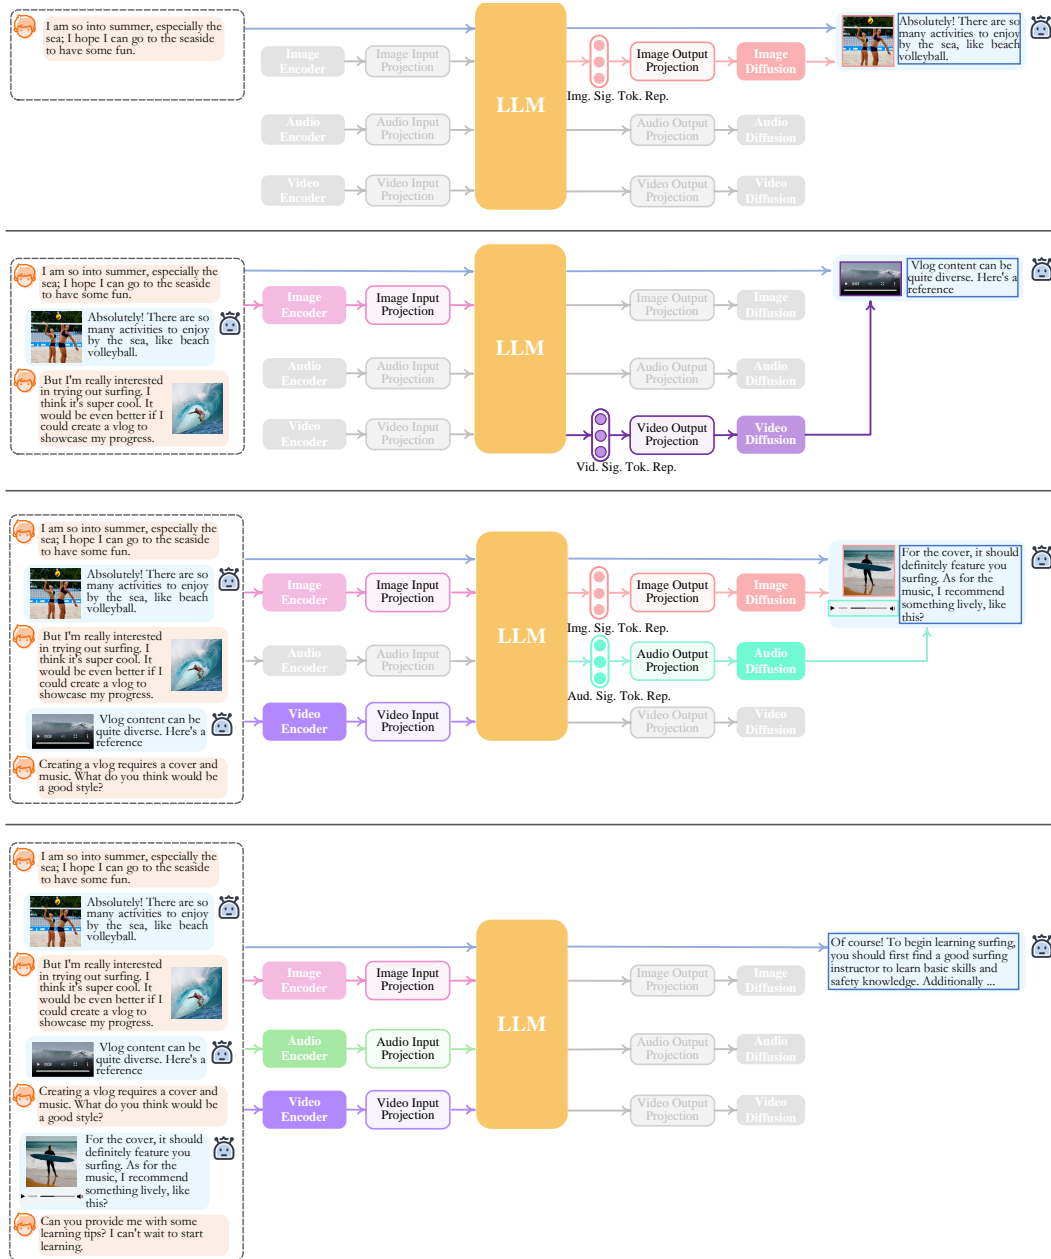 I am so into summer, especially the
sea; I hope I can go to the seaside
to have some fun.
Image
Encoder
Image Input
Projection
Audio
Encoder
Audio Input
Projection
Video
Encoder
Video Input
Projection
LLM
Img. Sig. Tok. Rep.
Image Output
Projection
Image
Diffusion
Audio Output
Projection
Audio
Diffusion
Video Output
Projection
Video
Diffusion
Absolutely! There are so
many activities to enjoy
by the sea, like beach
volleyball.
I am so into summer, especially the
sea; I hope I can go to the seaside
to have some fun.
Absolutely! There are so
many activities to enjoy
by the sea, like beach
volleyball.
But I'm really interested
in trying out surfing. I
think it's super cool. It
would be even better if I
could create a vlog to
showcase my progress.
Image
Encoder
Image Input
Projection
Audio
Encoder
Audio Input
Projection
Video
Encoder
Video Input
Projection
LLM
Image Output
Projection
Image
Diffusion
Audio Output
Projection
Audio
Diffusion
Vid. Sig. Tok. Rep.
Video Output
Projection
Video
Diffusion
Vlog content can be
quite diverse. Here's a
reference
I am so into summer, especially the
sea; I hope I can go to the seaside
to have some fun.
Absolutely! There are so
many activities to enjoy
by the sea, like beach
volleyball.
But I'm really interested
in trying out surfing. I
think it's super cool. It
would be even better if I
could create a vlog to
showcase my progress.
Vlog content can be
quite diverse. Here's a
reference
Creating a vlog requires a cover and
music. What do you think would be
a good style?
Image
Encoder
Image Input
Projection
Audio
Encoder
Audio Input
Projection
Video
Encoder
Video Input
Projection
LLM
Img. Sig. Tok. Rep.
Image Output
Projection
Image
Diffusion
Aud. Sig. Tok. Rep.
Audio Output
Projection
Audio
Diffusion
Video Output
Projection
Video
Diffusion
For the cover, it should
definitely feature you
surfing. As for the
music, I recommend
something lively, like
this?
I am so into summer, especially the
sea; I hope I can go to the seaside
to have some fun.
Absolutely! There are so
many activities to enjoy
by the sea, like beach
volleyball.
But I'm really interested
in trying out surfing. I
think it's super cool. It
would be even better if I
could create a vlog to
showcase my progress.
Vlog content can be
quite diverse. Here's a
reference
Creating a vlog requires a cover and
music. What do you think would be
a good style?
For the cover, it should
definitely feature you
surfing. As for the
music, I recommend
something lively, like
this?
Can you provide me with some
learning tips? I can't wait to start
learning.
Image
Encoder
Image Input
Projection
Audio
Encoder
Audio Input
Projection
Video
Encoder
Video Input
Projection
LLM
Image Output
Projection
Image
Diffusion
Audio Output
Projection
Audio
Diffusion
Video Output
Projection
Video
Diffusion
Of course! To begin learning surfing,
you should first find a good surfing
instructor to learn basic skills and
safety knowledge. Additionally ...